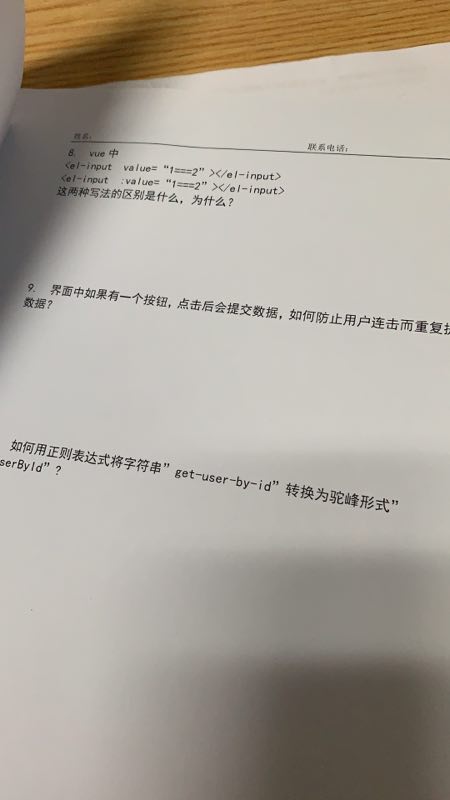 姓名：
联系电话：
8. vue 中
<el-input value= “1===2” ></el-input>
<el-input :value= “1===2” ></el-input>
这两种写法的区别是什么，为什么？
9. 界面中如果有一个按钮，点击后会提交数据，如何防止用户连击而重复
数据？
如何用正则表达式将字符串” get-user-by-id” 转换为驼峰形式”
serById” ？